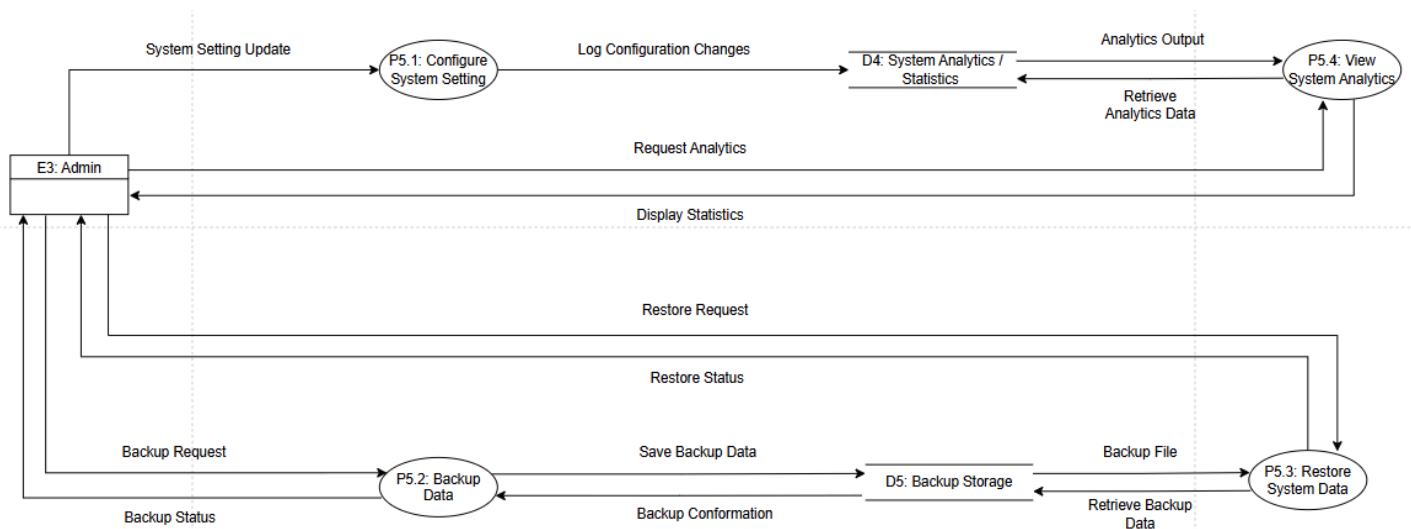 System Setting Update
P5.1: Configure
System Setting
Log Configuration Changes
D4: System Analytics /
Statistics
Analytics Output
Retrieve
Analytics Data
P5.4: View
System Analytics
E3: Admin
Request Analytics
Display Statistics
Restore Request
Restore Status
Backup Request
Backup Status
P5.2: Backup
Data
Save Backup Data
Backup Conformation
D5: Backup Storage
Backup File
Retrieve Backup
Data
P5.3: Restore
System Data